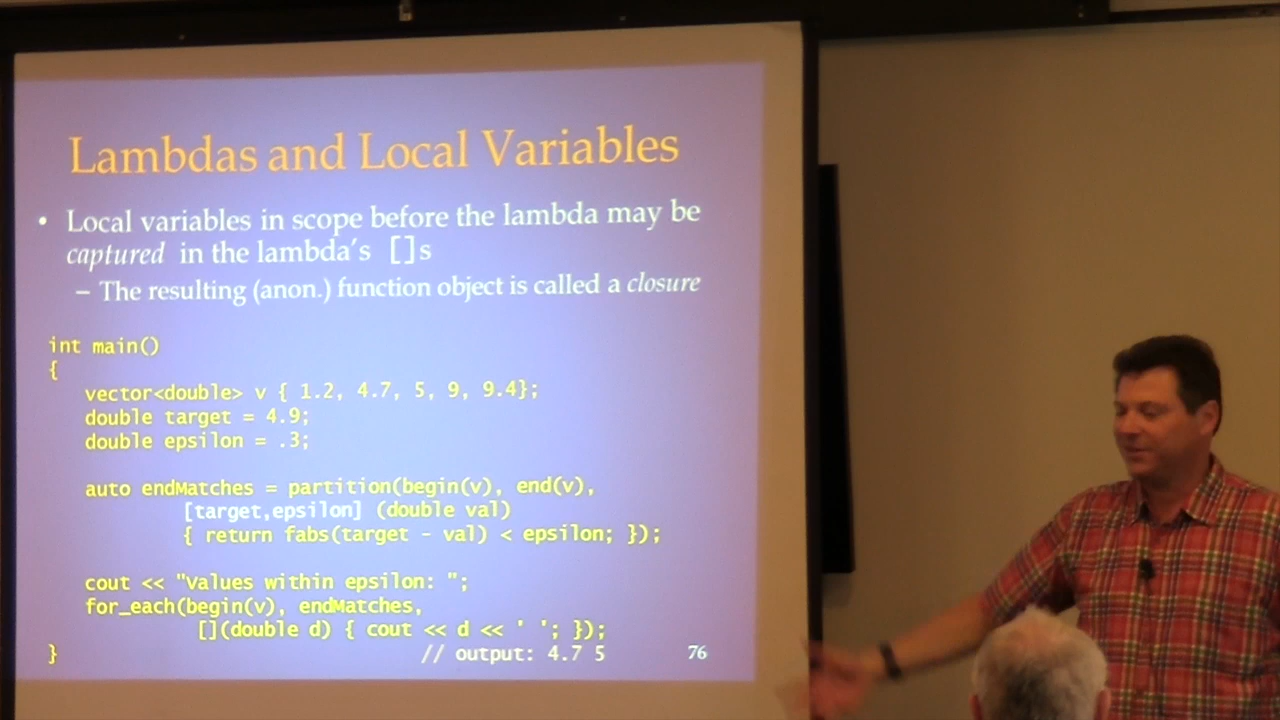 Lambdas and Local Variables
• Local variables in scope before the lambda may be
captured in the lambda's []s
– The resulting (anon.) function object is called a closure
int main()
{
vector<double> v { 1.2, 4.7, 5, 9, 9.4};
double target = 4.9;
double epsilon = .3;
auto endMatches = partition(begin(v), end(v),
[target,epsilon] (double val)
{ return fabs(target - val) < epsilon; });
cout << "Values within epsilon: ";
for_each(begin(v), endMatches,
[](double d) { cout << d << ' '; });
} // output: 4.7 5
76